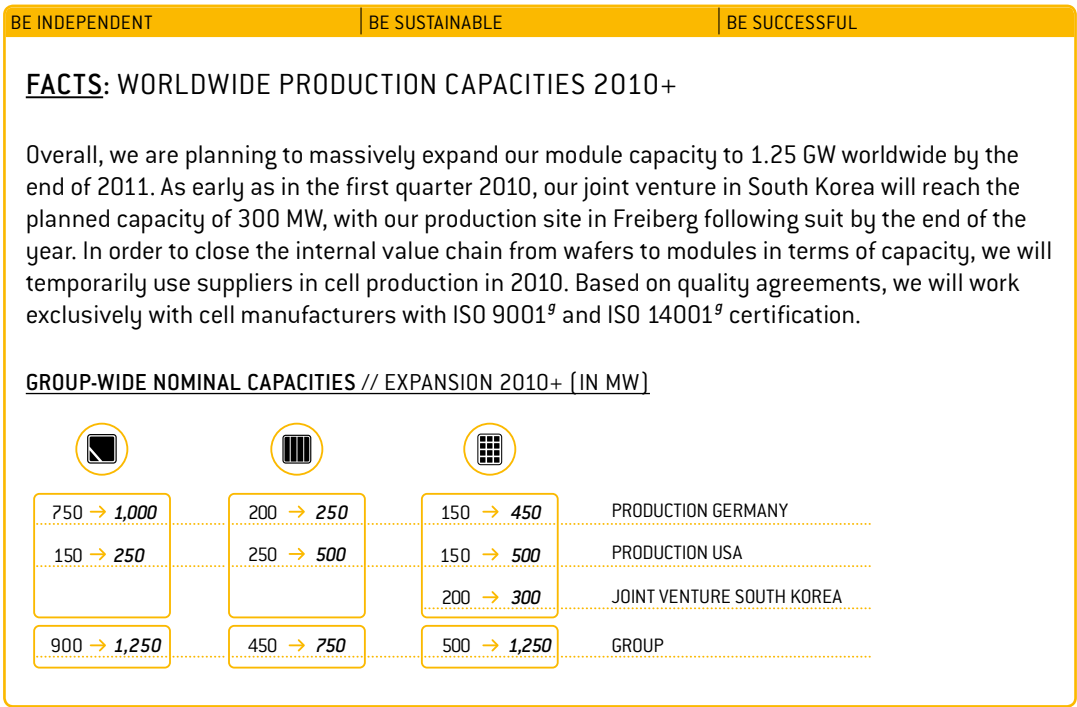 BE INDEPENDENT BE SUSTAINABLE BE SUCCESSFUL
FACTS: WORLDWIDE PRODUCTION CAPACITIES 2010+
Overall, we are planning to massively expand our module capacity to 1.25 GW worldwide by the
end of 2011. As early as in the first quarter 2010, our joint venture in South Korea will reach the
planned capacity of 300 MW, with our production site in Freiberg following suit by the end of the
year. In order to close the internal value chain from wafers to modules in terms of capacity, we will
temporarily use suppliers in cell production in 2010. Based on quality agreements, we will work
exclusively with cell manufacturers with ISO 9001g and ISO 14001g certification.
GROUP-WIDE NOMINAL CAPACITIES // EXPANSION 2010+ (IN MW)
750 → 1,000 200 → 250 150 → 450 PRODUCTION GERMANY
150 → 250 250 → 500 150 → 500 PRODUCTION USA
200 → 300 JOINT VENTURE SOUTH KOREA
900 → 1,250 450 → 750 500 → 1,250 GROUP